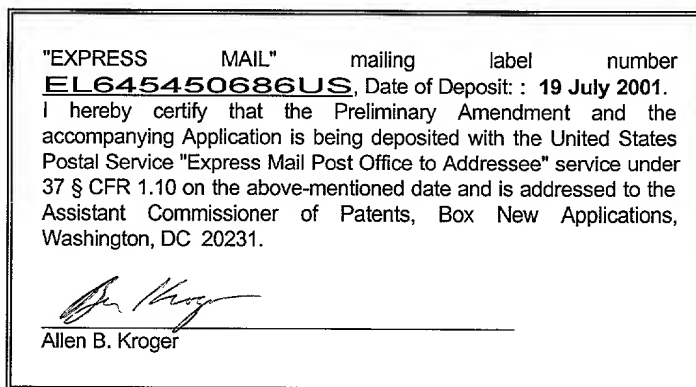 "EXPRESS MAIL" mailing label number
EL645450686US, Date of Deposit: : 19 July 2001.
I hereby certify that the Preliminary Amendment and the
accompanying Application is being deposited with the United States
Postal Service "Express Mail Post Office to Addressee" service under
37 § CFR 1.10 on the above-mentioned date and is addressed to the
Assistant Commissioner of Patents, Box New Applications,
Washington, DC 20231.
Kroger
Allen B. Kroger